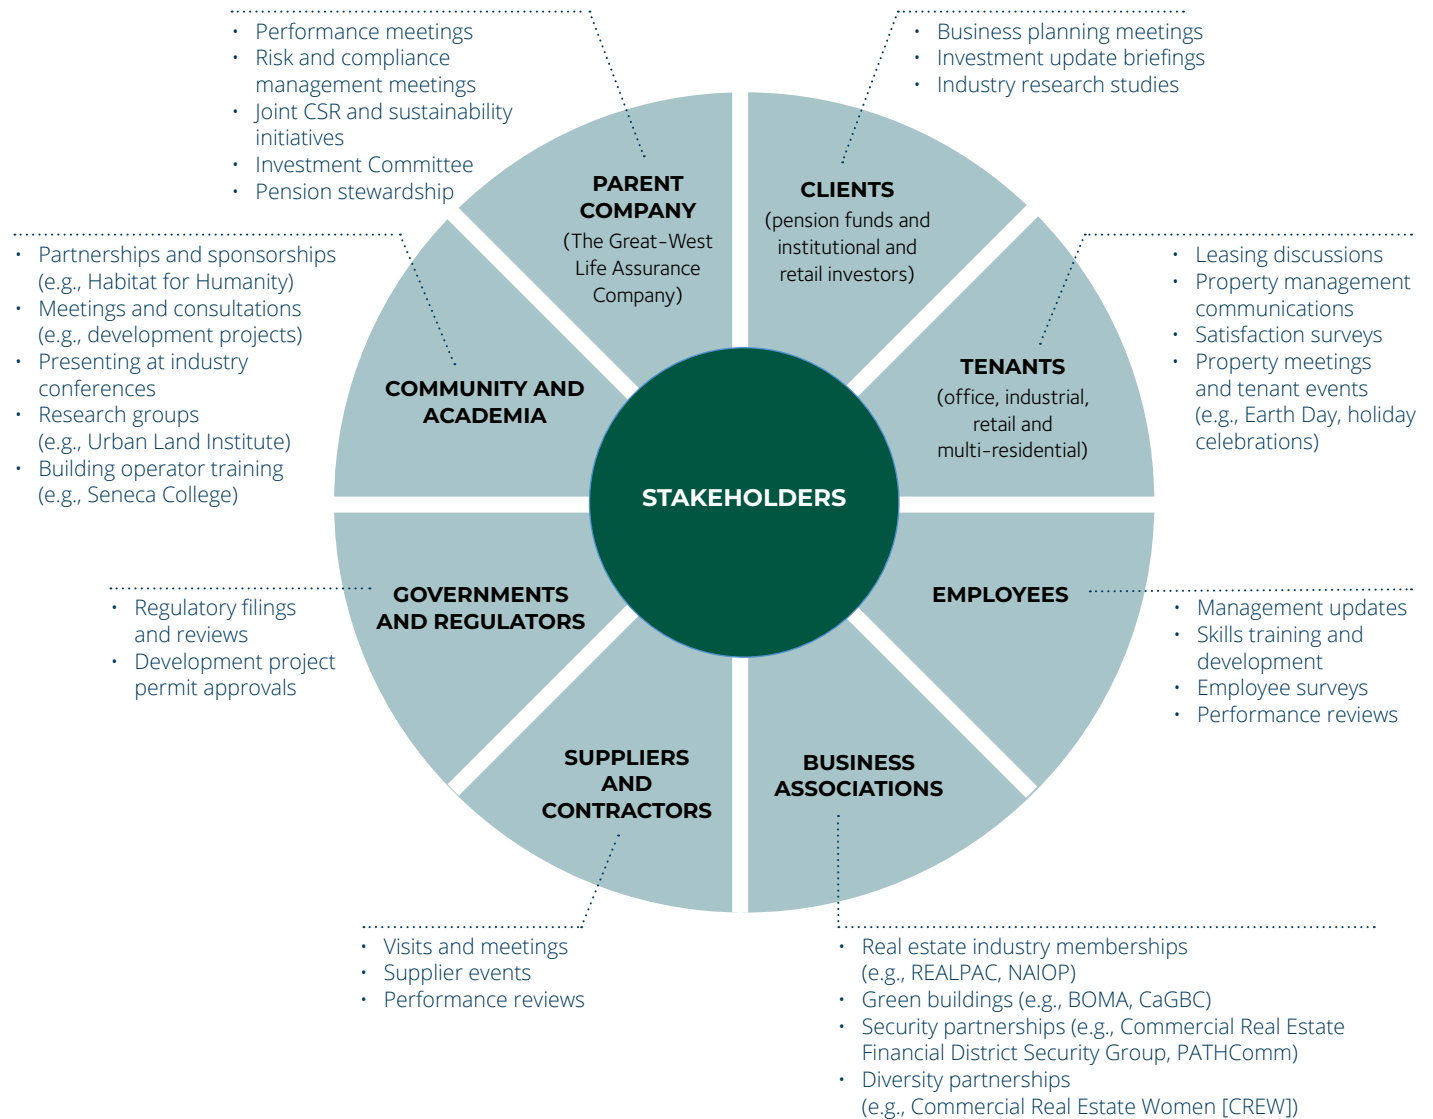 • Performance meetings
• Risk and compliance
management meetings
• Joint CSR and sustainability
initiatives
• Investment Committee
• Pension stewardship
• Business planning meetings
• Investment update briefings
• Industry research studies
PARENT
COMPANY
(The Great-West
Life Assurance
Company)
CLIENTS
(pension funds and
institutional and
retail investors)
• Partnerships and sponsorships
(e.g., Habitat for Humanity)
• Meetings and consultations
(e.g., development projects)
• Presenting at industry
conferences
• Research groups
(e.g., Urban Land Institute)
• Building operator training
(e.g., Seneca College)
COMMUNITY AND
ACADEMIA
TENANTS
(office, industrial,
retail and
multi-residential)
• Leasing discussions
• Property management
communications
• Satisfaction surveys
• Property meetings
and tenant events
(e.g., Earth Day, holiday
celebrations)
STAKEHOLDERS
• Regulatory filings
and reviews
• Development project
permit approvals
GOVERNMENTS
AND REGULATORS
EMPLOYEES
• Management updates
• Skills training and
development
• Employee surveys
• Performance reviews
SUPPLIERS
AND
CONTRACTORS
BUSINESS
ASSOCIATIONS
• Visits and meetings
• Supplier events
• Performance reviews
• Real estate industry memberships
(e.g., REALPAC, NAIOP)
• Green buildings (e.g., BOMA, CaGBC)
• Security partnerships (e.g., Commercial Real Estate
Financial District Security Group, PATHComm)
• Diversity partnerships
(e.g., Commercial Real Estate Women [CREW])